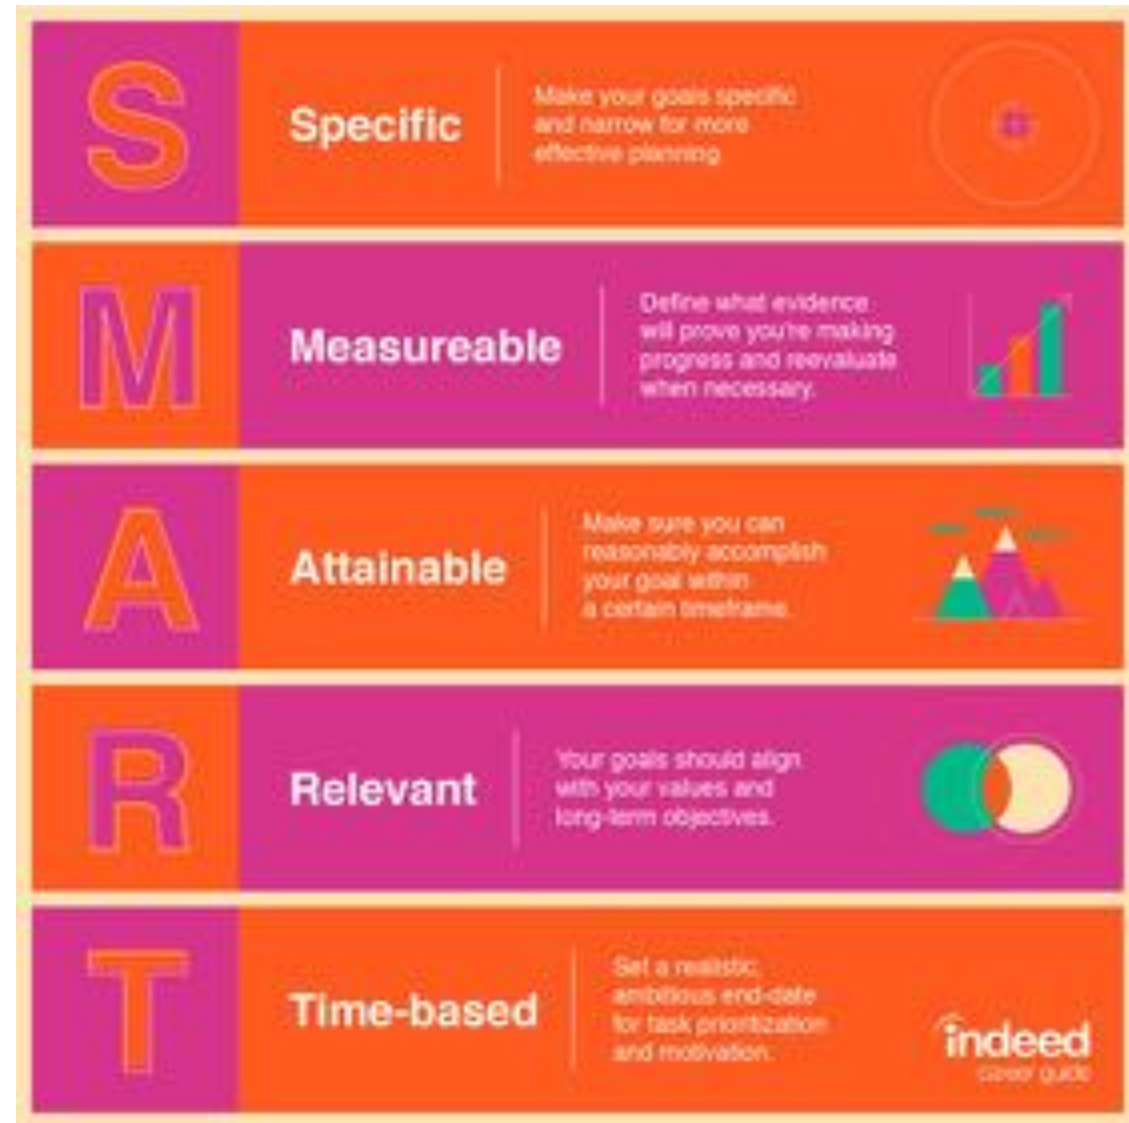 S
Specific
Make your goals specific
and narrow for more
effective planning
M
Measureable
Define what evidence
will prove you're making
progress and reevaluate
when necessary.
A
Attainable
Make sure you can
reasonably accomplish
your goal within
a certain timeframe.
R
Relevant
Your goals should align
with your values and
long-term objectives.
T
Time-based
Set a realistic,
ambitious end-date
for task prioritization
and motivation.
indeed
career guide